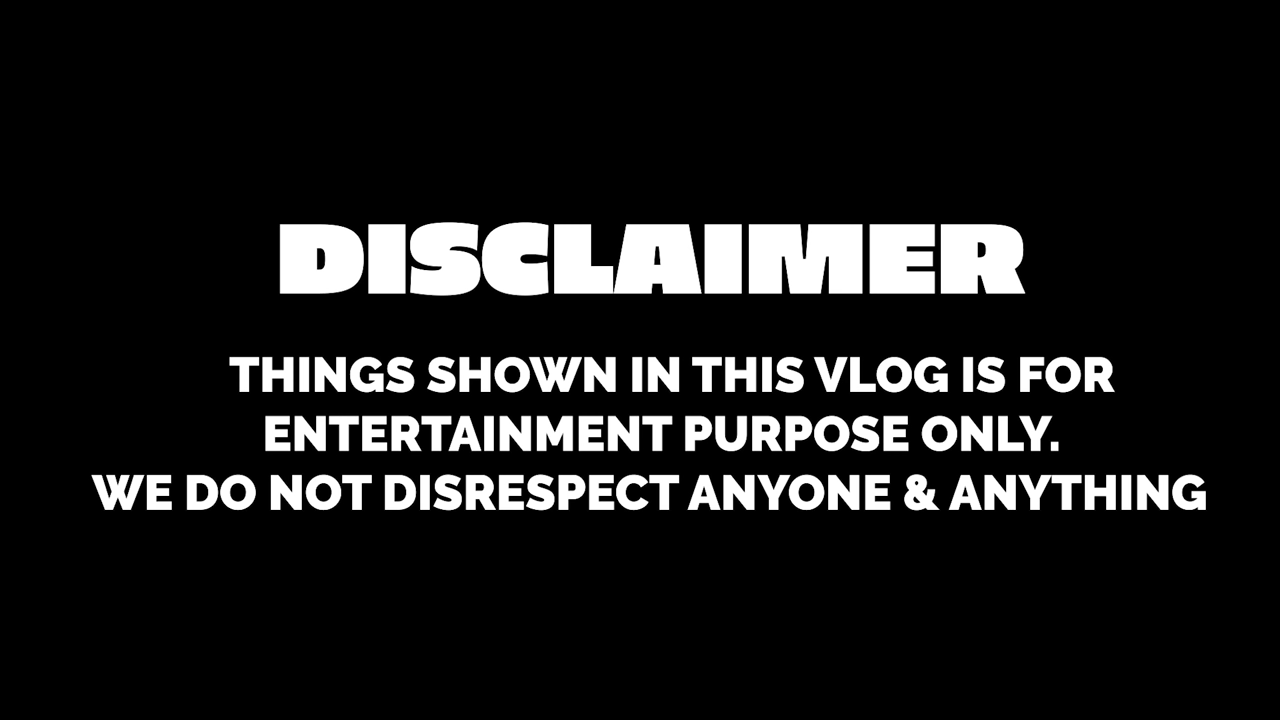 DISCLAIMER
THINGS SHOWN IN THIS VLOG IS FOR
ENTERTAINMENT PURPOSE ONLY.
WE DO NOT DISRESPECT ANYONE & ANYTHING